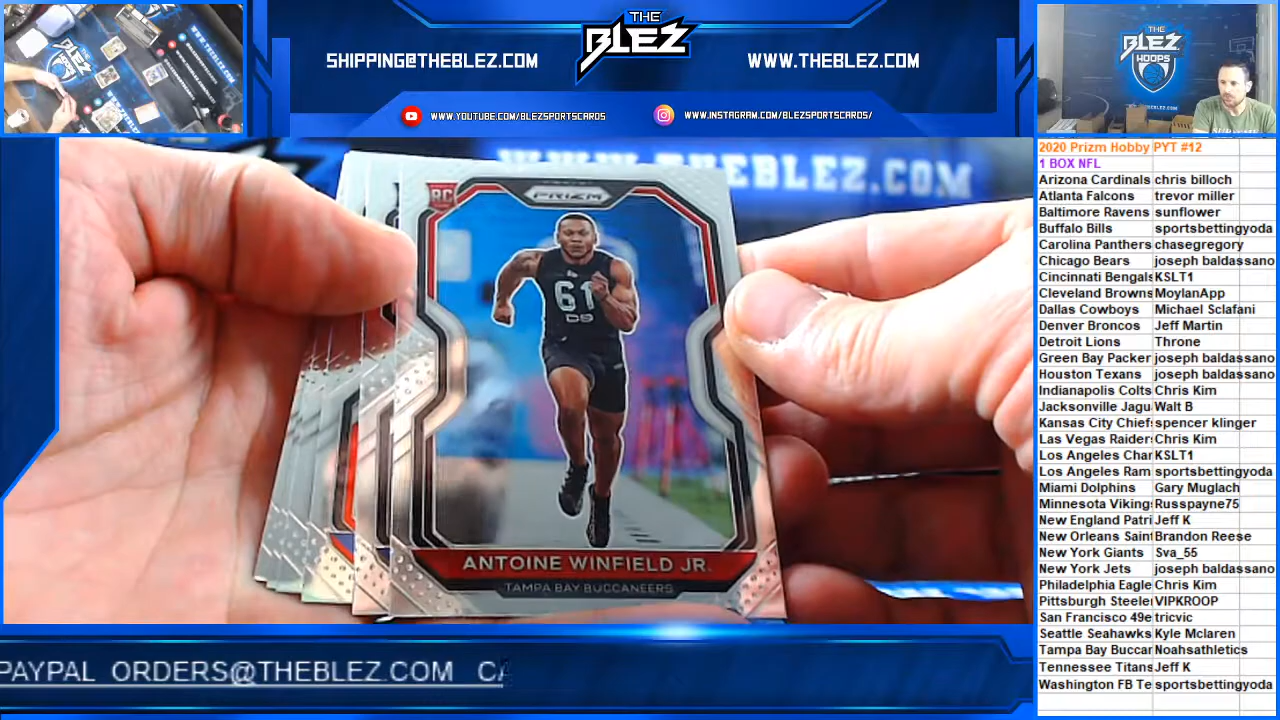 THE
BLEZ
SHIPPING@THEBLEZ.COM
WWW.THEBLEZ.COM
WWW.YOUTUBE.COM/BLEZSPORTSCARDS
WWW.INSTAGRAM.COM/BLEZSPORTSCARDS/
THE
BLEZ
HOOPS
WWW.THEBLEZ.COM
RC
PRIZM
61
ANTOINE WINFIELD JR.
TAMPA BAY BUCCANEERS
PAYPAL ORDERS@THEBLEZ.COM CA
2020 Prizm Hobby PYT #12
1 BOX NFL
Arizona Cardinals chris billoch
Atlanta Falcons trevor miller
Baltimore Ravens sunflower
Buffalo Bills sportsbettingyoda
Carolina Panthers chasegregory
Chicago Bears joseph baldassano
Cincinnati Bengals KSLT1
Cleveland Browns MoylanApp
Dallas Cowboys Michael Sclafani
Denver Broncos Jeff Martin
Detroit Lions Throne
Green Bay Packer joseph baldassano
Houston Texans joseph baldassano
Indianapolis Colts Chris Kim
Jacksonville Jagu Walt B
Kansas City Chiefs spencer klinger
Las Vegas Raiders Chris Kim
Los Angeles Char KSLT1
Los Angeles Ram sportsbettingyoda
Miami Dolphins Gary Muglach
Minnesota Vikings Russpayne75
New England Patri Jeff K
New Orleans Saint Brandon Reese
New York Giants Sva_55
New York Jets joseph baldassano
Philadelphia Eagle Chris Kim
Pittsburgh Steeler VIPKROOP
San Francisco 49e tricvic
Seattle Seahawks Kyle Mclaren
Tampa Bay Buccar Noahsathletics
Tennessee Titans Jeff K
Washington FB Te sportsbettingyoda